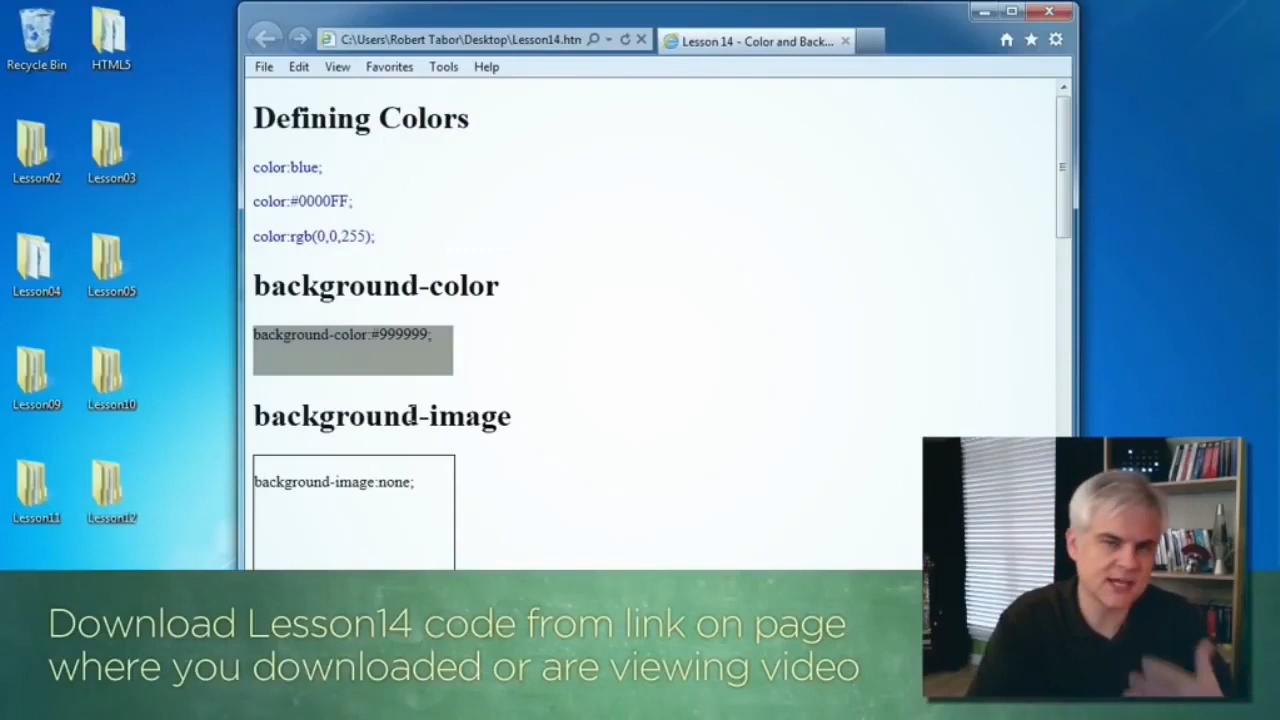 C:\Users\Robert Tabor\Desktop\Lesson14.htn
Lesson 14 - Color and Back...
File Edit View Favorites Tools Help
Recycle Bin
HTML5
Lesson02
Lesson03
Lesson04
Lesson05
Lesson09
Lesson10
Lesson11
Lesson12
Defining Colors
color:blue;
color:#0000FF;
color:rgb(0,0,255);
background-color
background-color:#999999;
background-image
background-image:none;
Download Lesson14 code from link on page
where you downloaded or are viewing video